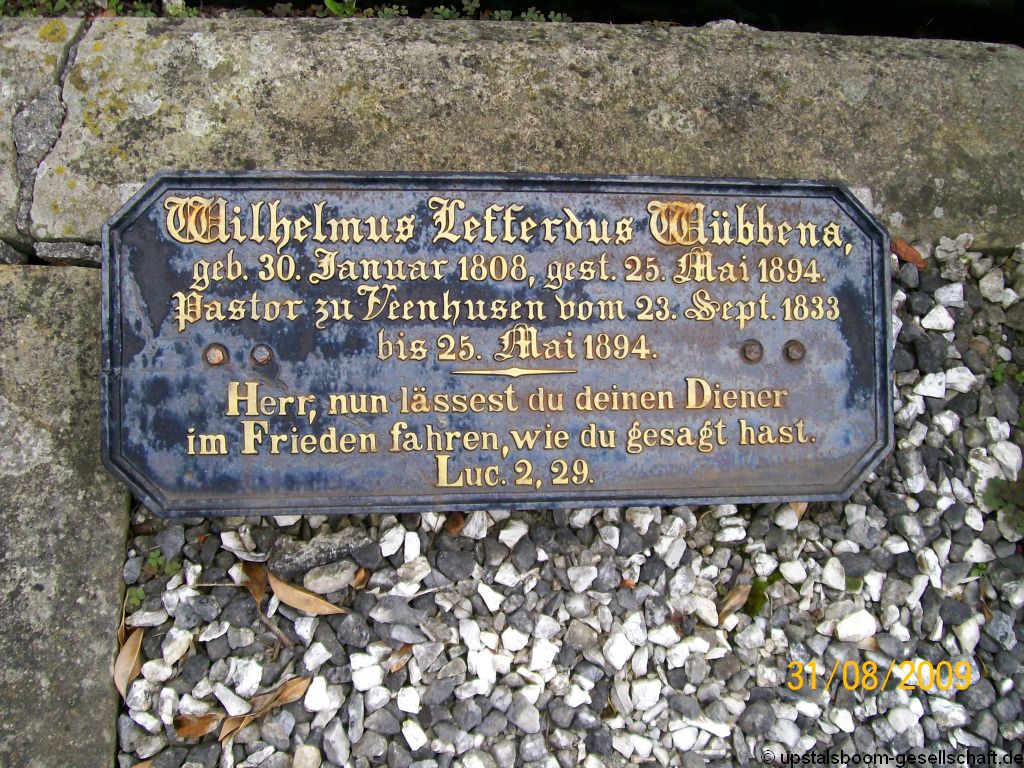 Wilhelmus Lefferdus Wübbena,
geb. 30. Januar 1808, gest. 25. Mai 1894.
Pastor zu Veenhusen vom 23. Sept. 1833
bis 25. Mai 1894.
Herr, nun lässest du deinen Diener
im Frieden fahren, wie du gesagt hast.
Luc. 2, 29.
31/08/2009
© upstalsboom-gesellschaft.de